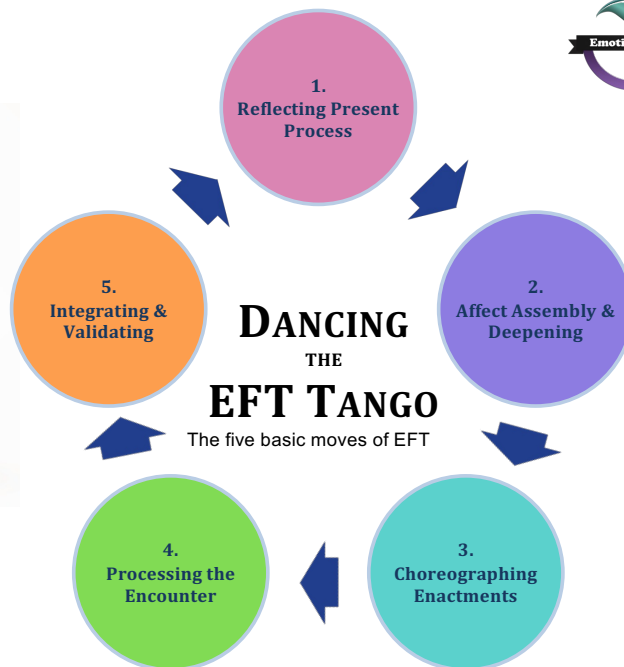 Emoti
1.
Reflecting Present
Process
2.
Affect Assembly &
Deepening
3.
Choreographing
Enactments
4.
Processing the
Encounter
5.
Integrating &
Validating
DANCING
THE
EFT TANGO
The five basic moves of EFT